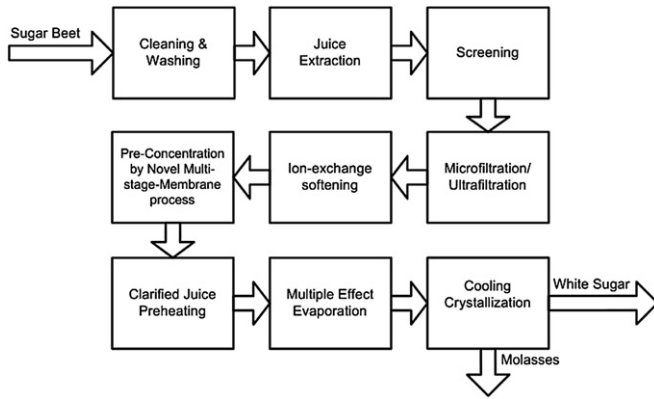 Sugar Beet
Cleaning &
Washing
Juice
Extraction
Screening
Pre-Concentration
by Novel Multi-
stage-Membrane
process
Ion-exchange
softening
Microfiltration/
Ultrafiltration
Clarified Juice
Preheating
Multiple Effect
Evaporation
Cooling
Crystallization
White Sugar
Molasses